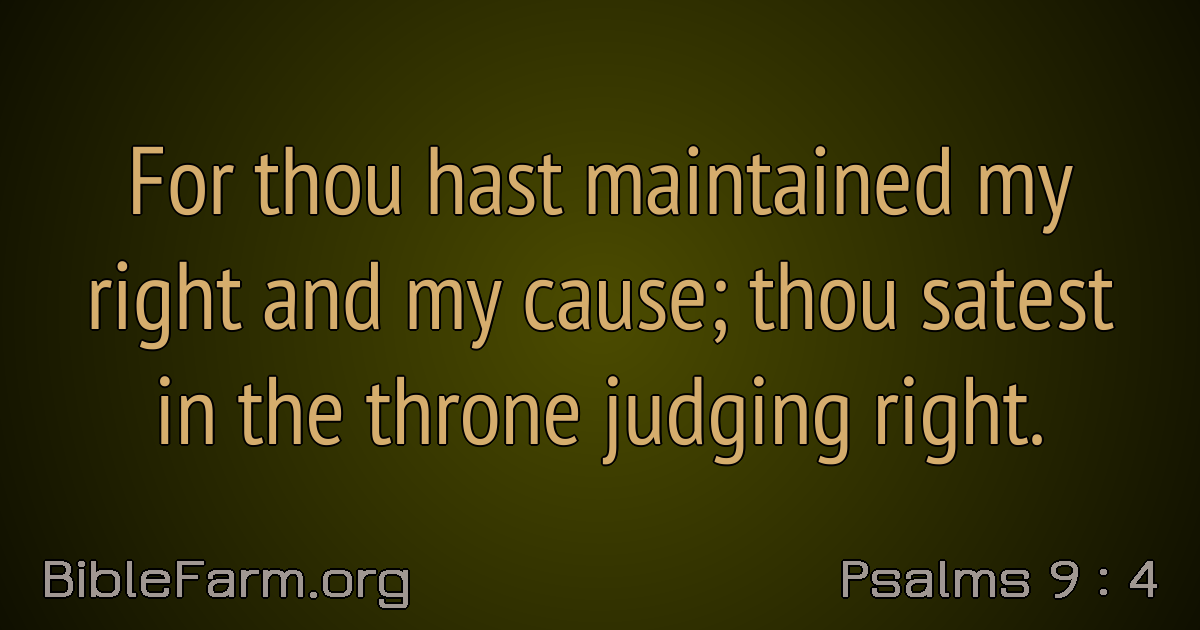 For thou hast maintained my
right and my cause; thou satest
in the throne judging right.
BibleFarm.org
Psalms 9 : 4